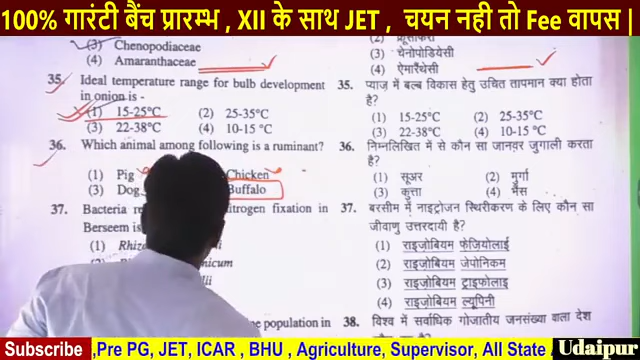 100% गारंटी बैंच प्रारम्भ , XII के साथ JET , चयन नही तो Fee वापस |
(3) Chenopodiaceae
(4) Amaranthaceae
35. Ideal temperature range for bulb development
in onion is -
(1) 15-25°C (2) 25-35°C
(3) 22-38°C (4) 10-15 °C
36. Which animal among following is a ruminant?
(1) Pig Chicken
(3) Dog Buffalo
37. Bacteria nitrogen fixation in
Berseem is
(1)
population in
(3) चेनोपोडियेसी
(4) ऐमारैंथेसी
35. प्याज़ में बल्ब विकास हेतु उचित तापमान क्या होता
है?
(1) 15-25°C (2) 25-35°C
(3) 22-38°C (4) 10-15 °C
36. निम्नलिखित में से कौन सा जानवर जुगाली करता
है?
(1) सूअर (2) मुर्गा
(3) कुत्ता (4) भैंस
37. बरसीम में नाइट्रोजन स्थिरीकरण के लिए कौन सा
जीवाणु उत्तरदायी है?
(1) राइज़ोबियम फेज़ियोलाई
(2) राइज़ोबियम जेपोनिकम
(3) राइज़ोबियम ट्राइफोलाई
(4) राइज़ोबियम ल्यूपिनी
38. विश्व में सर्वाधिक गोजातीय जनसंख्या वाला देश
Subscribe ,Pre PG, JET, ICAR , BHU , Agriculture, Supervisor, All State . Udaipur